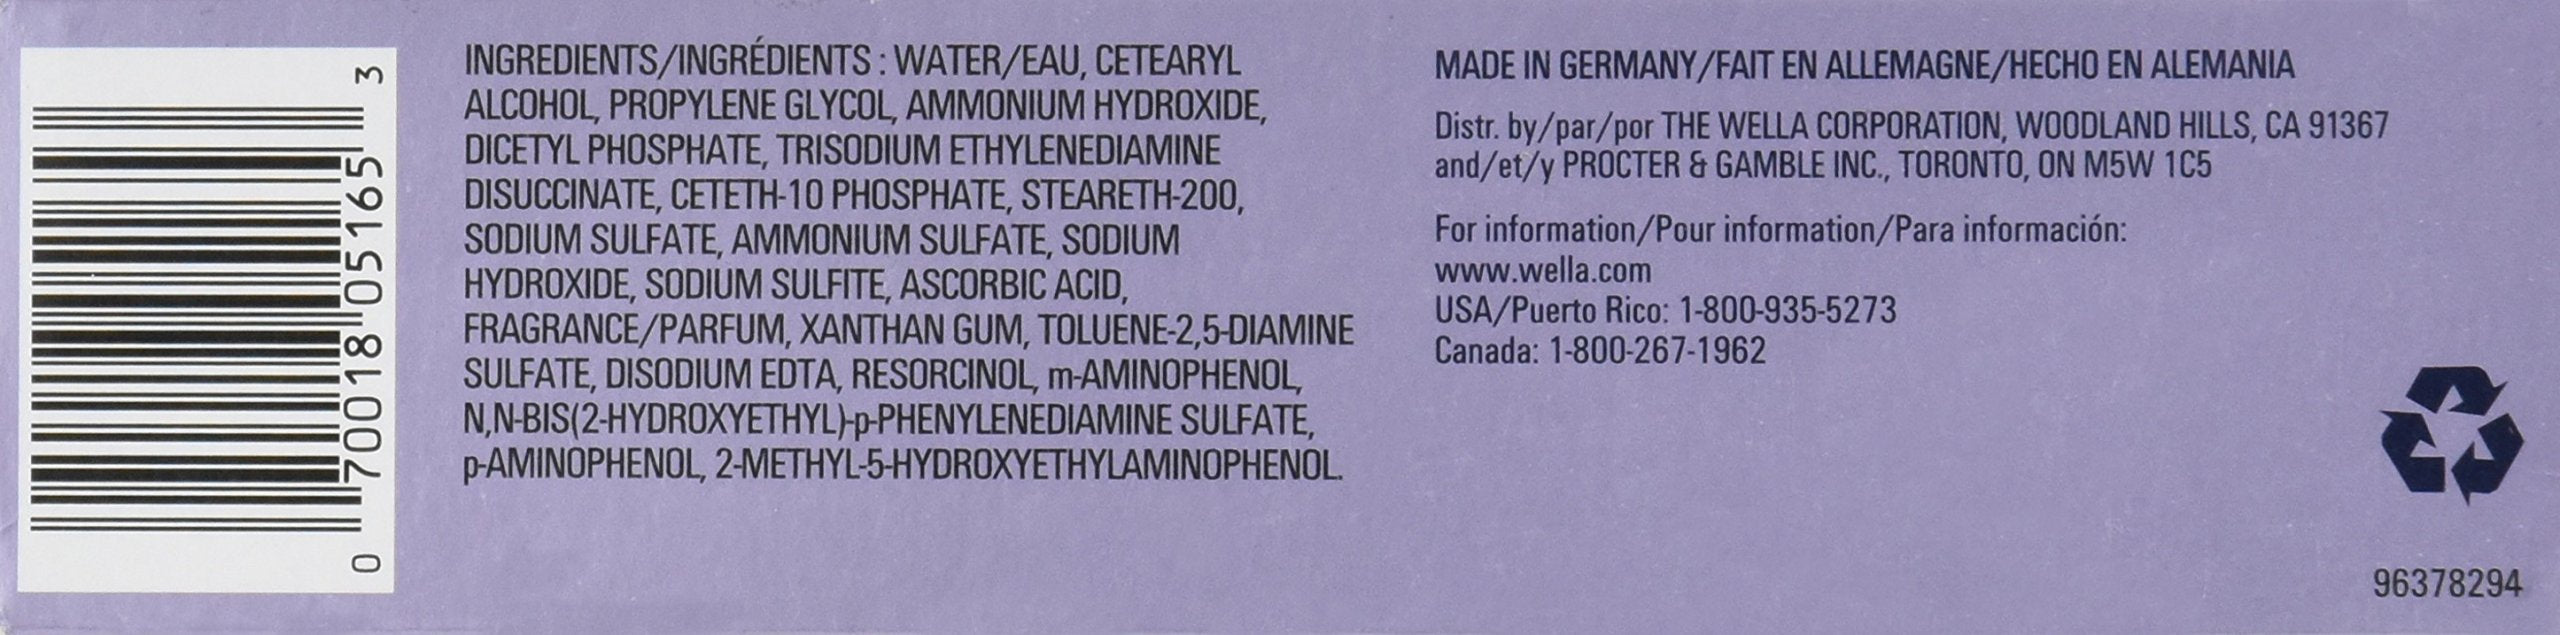 INGREDIENTS/INGRÉDIENTS : WATER/EAU, CETEARYL
ALCOHOL, PROPYLENE GLYCOL, AMMONIUM HYDROXIDE,
DICETYL PHOSPHATE, TRISODIUM ETHYLENEDIAMINE
DISUCCINATE, CETETH-10 PHOSPHATE, STEARETH-200,
SODIUM SULFATE, AMMONIUM SULFATE, SODIUM
HYDROXIDE, SODIUM SULFITE, ASCORBIC ACID,
FRAGRANCE/PARFUM, XANTHAN GUM, TOLUENE-2,5-DIAMINE
SULFATE, DISODIUM EDTA, RESORCINOL, m-AMINOPHENOL,
N,N-BIS(2-HYDROXYETHYL)-p-PHENYLENEDIAMINE SULFATE,
p-AMINOPHENOL, 2-METHYL-5-HYDROXYETHYLAMINOPHENOL.
MADE IN GERMANY/FAIT EN ALLEMAGNE/HECHO EN ALEMANIA
Distr. by/par/por THE WELLA CORPORATION, WOODLAND HILLS, CA 91367
and/et/y PROCTER & GAMBLE INC., TORONTO, ON M5W 1C5
For information/Pour information/Para información:
www.wella.com
USA/Puerto Rico: 1-800-935-5273
Canada: 1-800-267-1962
96378294
0 70018 05165 3